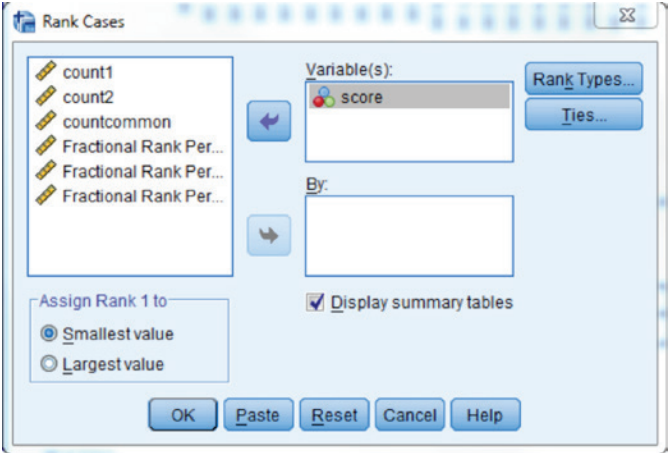 Rank Cases
count1
count2
countcommon
Fractional Rank Per...
Fractional Rank Per...
Fractional Rank Per...
Variable(s):
score
Rank Types...
Ties...
By:
Assign Rank 1 to
Smallest value
Largest value
Display summary tables
OK Paste Reset Cancel Help